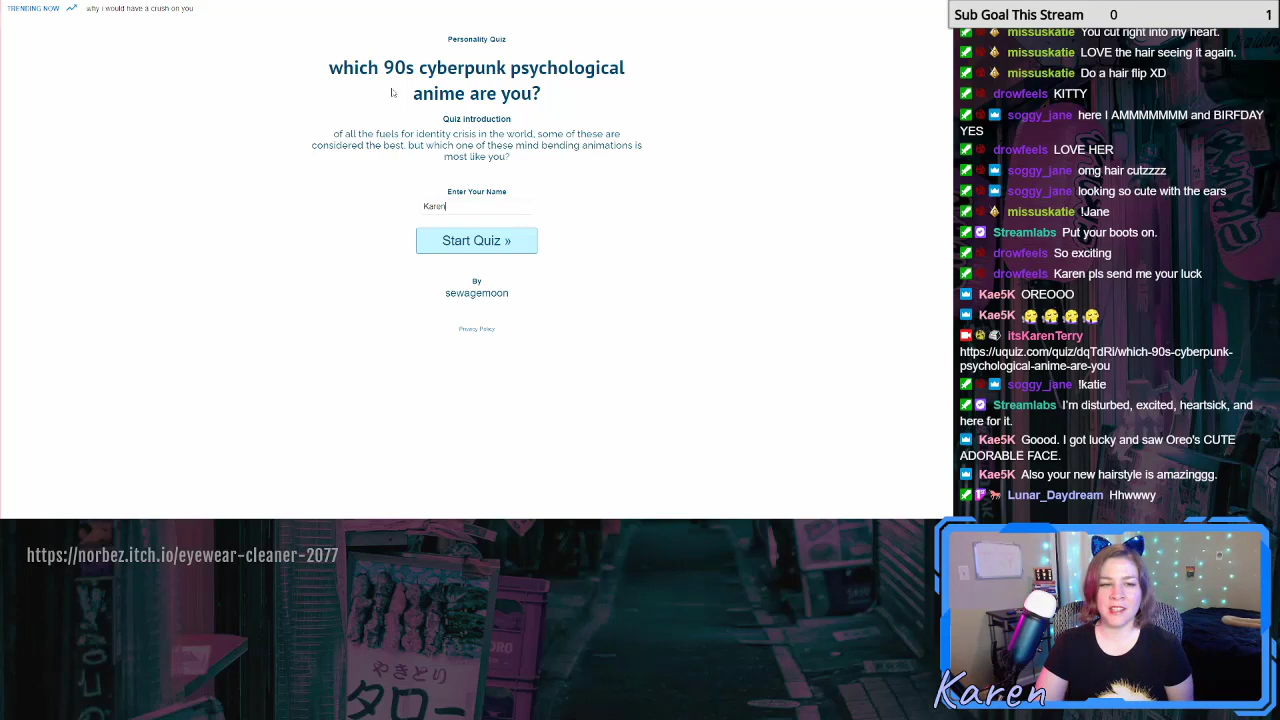 TRENDING NOW why i would have a crush on you
Personality Quiz
which 90s cyberpunk psychological
anime are you?
Quiz introduction
of all the fuels for identity crisis in the world, some of these are
considered the best. but which one of these mind bending animations is
most like you?
Enter Your Name
Karen
Start Quiz »
By
sewagemoon
Privacy Policy
https://norbez.itch.io/eyewear-cleaner-2077
やきとり
タロー
Sub Goal This Stream 0 1
missuskatie You cut right into my heart.
missuskatie LOVE the hair seeing it again.
missuskatie Do a hair flip XD
drowfeels KITTY
soggy_jane here I AMMMMMMM and BIRFDAY
YES
drowfeels LOVE HER
soggy_jane omg hair cutzzzz
soggy_jane looking so cute with the ears
missuskatie !Jane
Streamlabs Put your boots on.
drowfeels So exciting
drowfeels Karen pls send me your luck
Kae5K OREOOO
Kae5K
itsKarenTerry
https://uquiz.com/quiz/dqTdRi/which-90s-cyberpunk-
psychological-anime-are-you
soggy_jane !katie
Streamlabs I'm disturbed, excited, heartsick, and
here for it.
Kae5K Goood. I got lucky and saw Oreo's CUTE
ADORABLE FACE.
Kae5K Also your new hairstyle is amazinggg.
Lunar_Daydream Hhwwwy
Karen